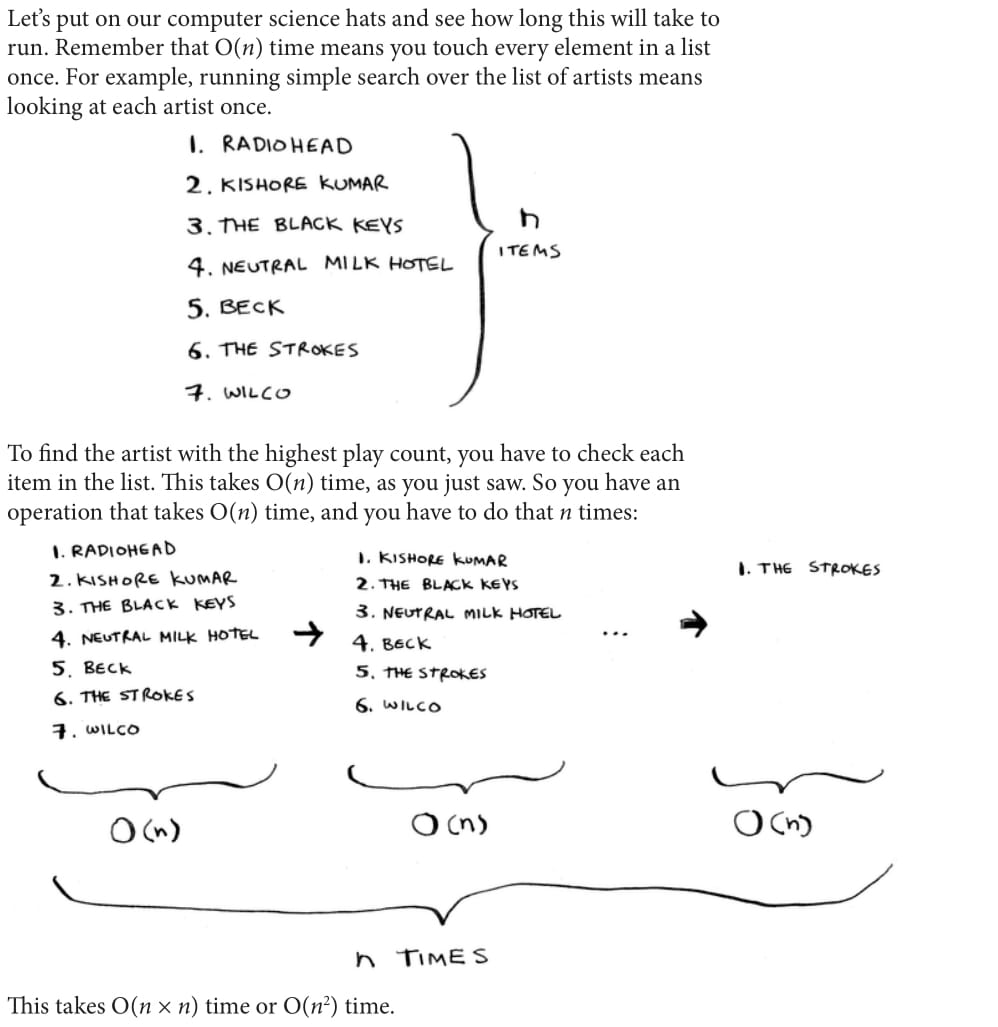 Let's put on our computer science hats and see how long this will take to
run. Remember that O(n) time means you touch every element in a list
once. For example, running simple search over the list of artists means
looking at each artist once.
1. RADIOHEAD
2. KISHORE KUMAR
3. THE BLACK KEYS
4. NEUTRAL MILK HOTEL
5. BECK
6. THE STROKES
7. WILCO
n
ITEMS
To find the artist with the highest play count, you have to check each
item in the list. This takes O(n) time, as you just saw. So you have an
operation that takes O(n) time, and you have to do that n times:
1. RADIOHEAD
2. KISHORE KUMAR
3. THE BLACK KEYS
4. NEUTRAL MILK HOTEL
5. BECK
6. THE STROKES
7. WILCO
→
1. KISHORE KUMAR
2. THE BLACK KEYS
3. NEUTRAL MILK HOTEL
4. BECK
5. THE STROKES
6. WILCO
... →
1. THE STROKES
O(n)
O(n)
O(n)
n TIMES
This takes O(n × n) time or O(n²) time.